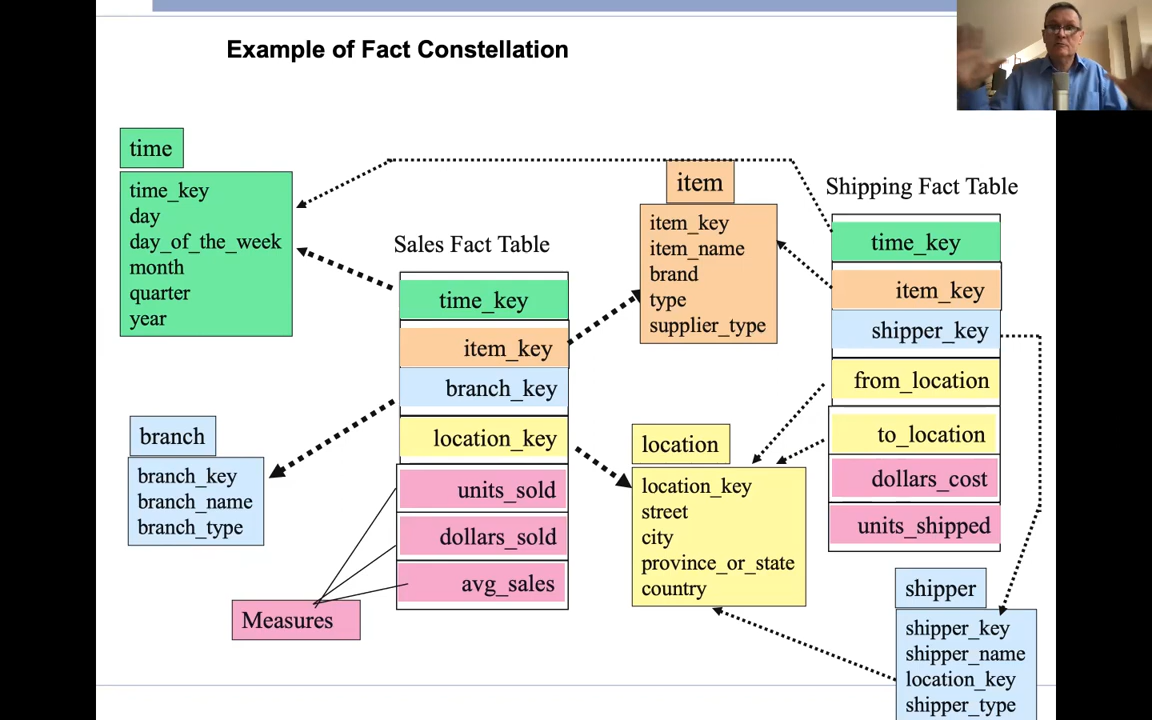 Example of Fact Constellation
time
time_key
day
day_of_the_week
month
quarter
year
Sales Fact Table
time_key
item_key
branch_key
location_key
units_sold
dollars_sold
avg_sales
Measures
branch
branch_key
branch_name
branch_type
item
item_key
item_name
brand
type
supplier_type
location
location_key
street
city
province_or_state
country
Shipping Fact Table
time_key
item_key
shipper_key
from_location
to_location
dollars_cost
units_shipped
shipper
shipper_key
shipper_name
location_key
shipper_type